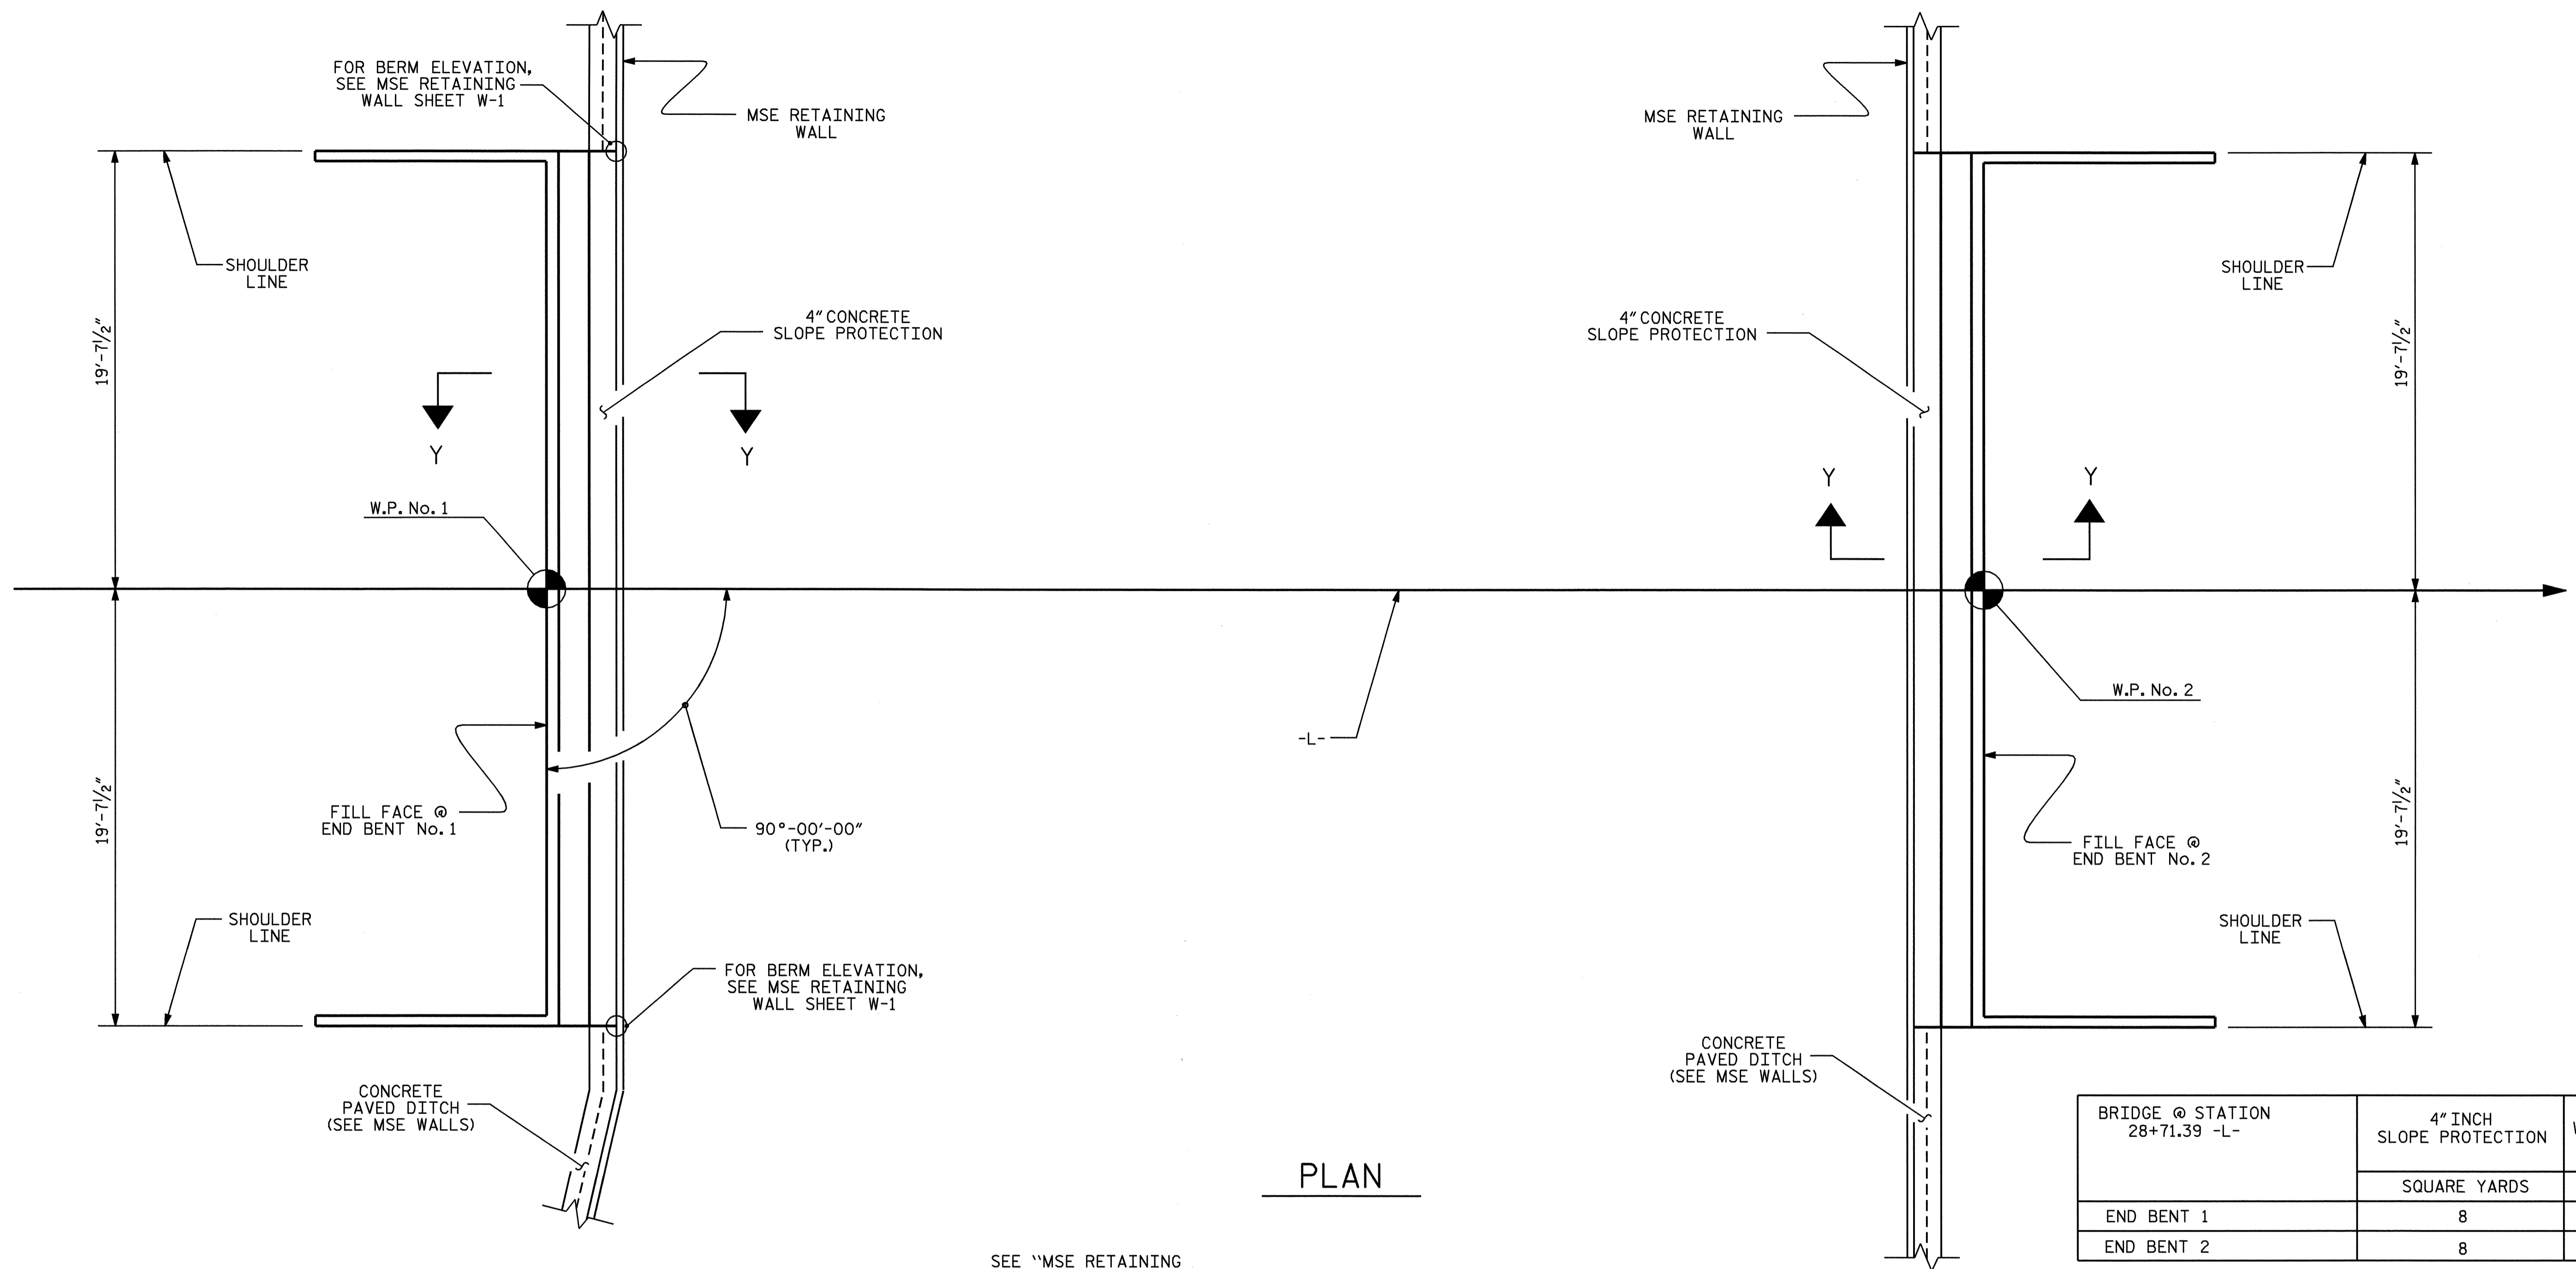 FOR BERM ELEVATION,
SEE MSE RETAINING
WALL SHEET W-1
MSE RETAINING
WALL
MSE RETAINING
WALL
SHOULDER
LINE
SHOULDER
LINE
19'-7½"
4" CONCRETE
SLOPE PROTECTION
4" CONCRETE
SLOPE PROTECTION
19'-7½"
Y
Y
Y
Y
W.P. No. 1
W.P. No. 2
-L-
19'-7½"
FILL FACE @
END BENT No. 1
90°-00'-00"
(TYP.)
FILL FACE @
END BENT No. 2
19'-7½"
SHOULDER
LINE
SHOULDER
LINE
FOR BERM ELEVATION,
SEE MSE RETAINING
WALL SHEET W-1
CONCRETE
PAVED DITCH
(SEE MSE WALLS)
CONCRETE
PAVED DITCH
(SEE MSE WALLS)
PLAN
BRIDGE @ STATION
28+71.39 -L-
4" INCH
SLOPE PROTECTION
SQUARE YARDS
END BENT 1 8
END BENT 2 8
SEE "MSE RETAINING